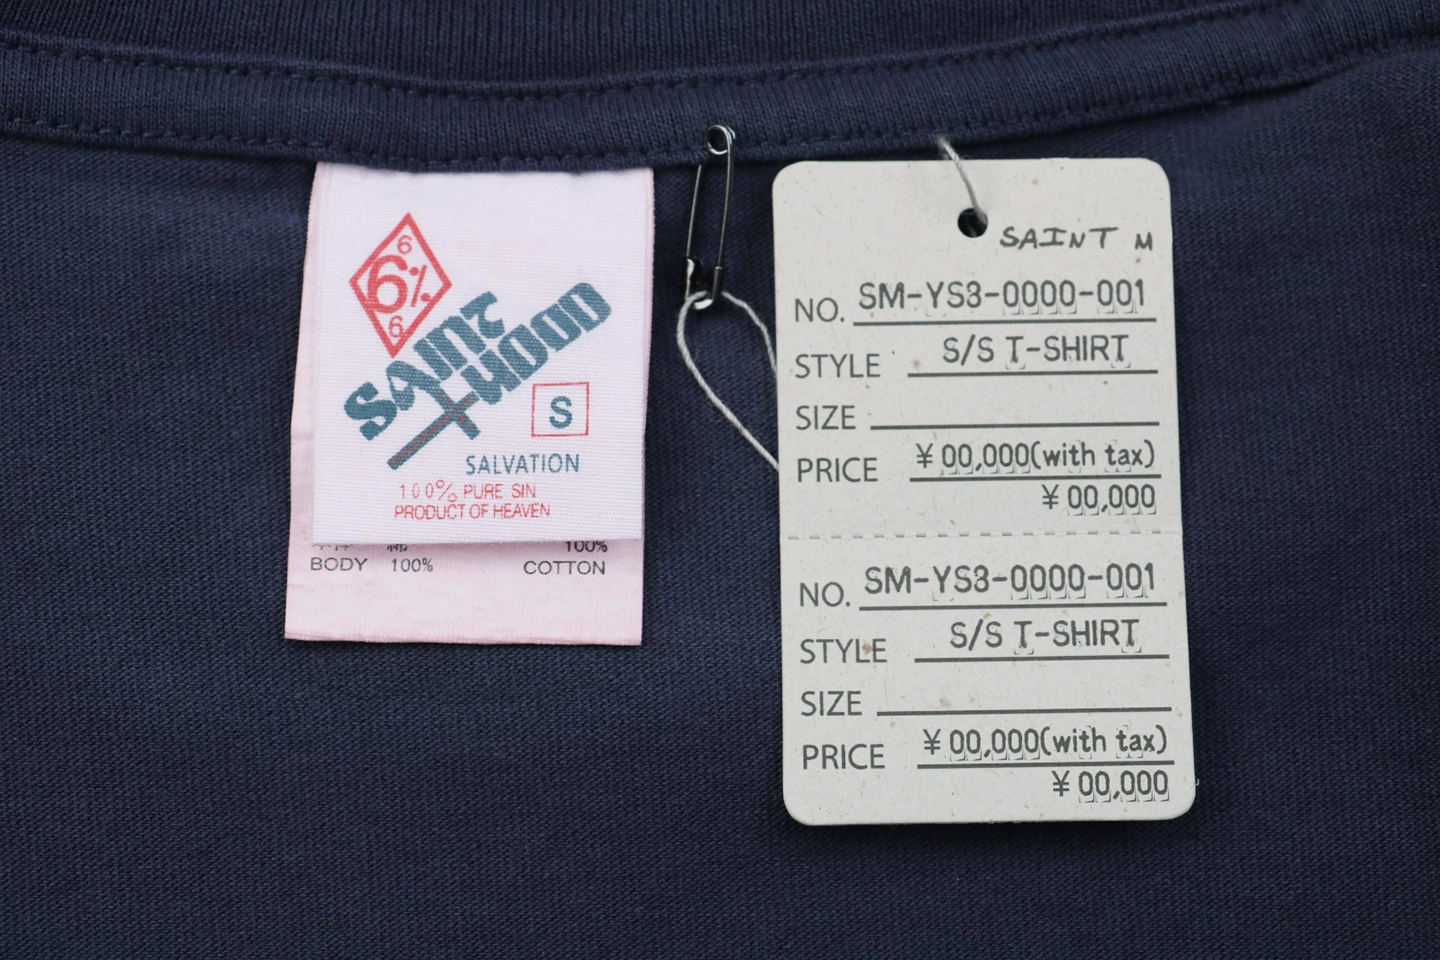 6
6%
6
SAINT
WOOD
S
SALVATION
100% PURE SIN
PRODUCT OF HEAVEN
綿 100%
BODY 100% COTTON
SAINT M
NO. SM-YS3-0000-001
STYLE S/S T-SHIRT
SIZE
PRICE ¥00,000(with tax)
¥00,000
NO. SM-YS3-0000-001
STYLE S/S T-SHIRT
SIZE
PRICE ¥00,000(with tax)
¥00,000